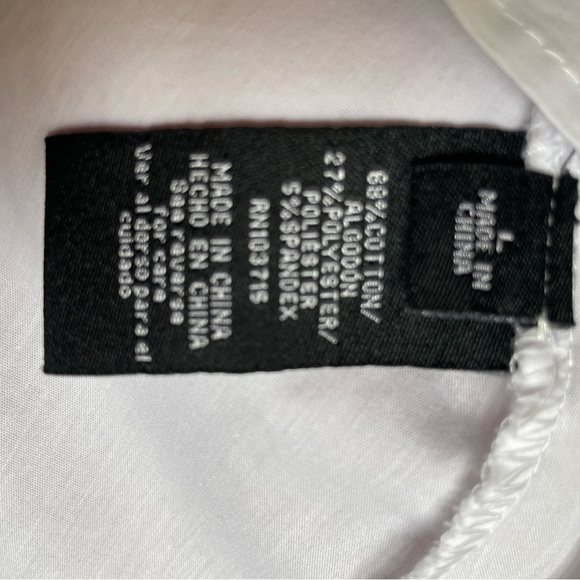 L
MADE IN
CHINA
68%COTTON/
ALGODÓN
27%POLYESTER/
POLIÉSTER
5%SPANDEX
RN103715
MADE IN CHINA
HECHO EN CHINA
See reverse
for care
Ver al dorso para el
cuidado